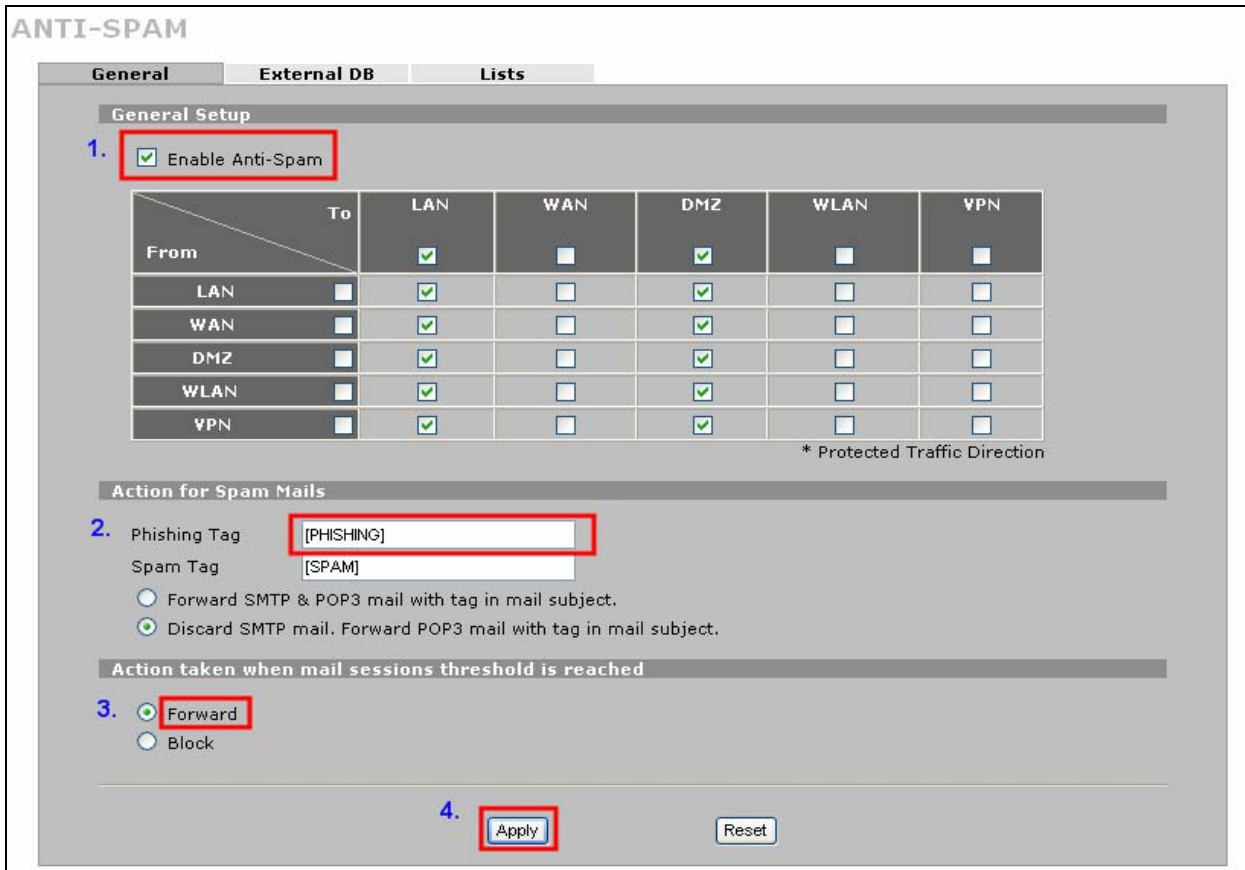 ANTI-SPAM
General External DB Lists
General Setup
1. Enable Anti-Spam
To LAN WAN DMZ WLAN VPN
From
LAN
WAN
DMZ
WLAN
VPN
* Protected Traffic Direction
Action for Spam Mails
2. Phishing Tag [PHISHING]
Spam Tag [SPAM]
Forward SMTP & POP3 mail with tag in mail subject.
Discard SMTP mail. Forward POP3 mail with tag in mail subject.
Action taken when mail sessions threshold is reached
3. Forward
Block
4. Apply Reset